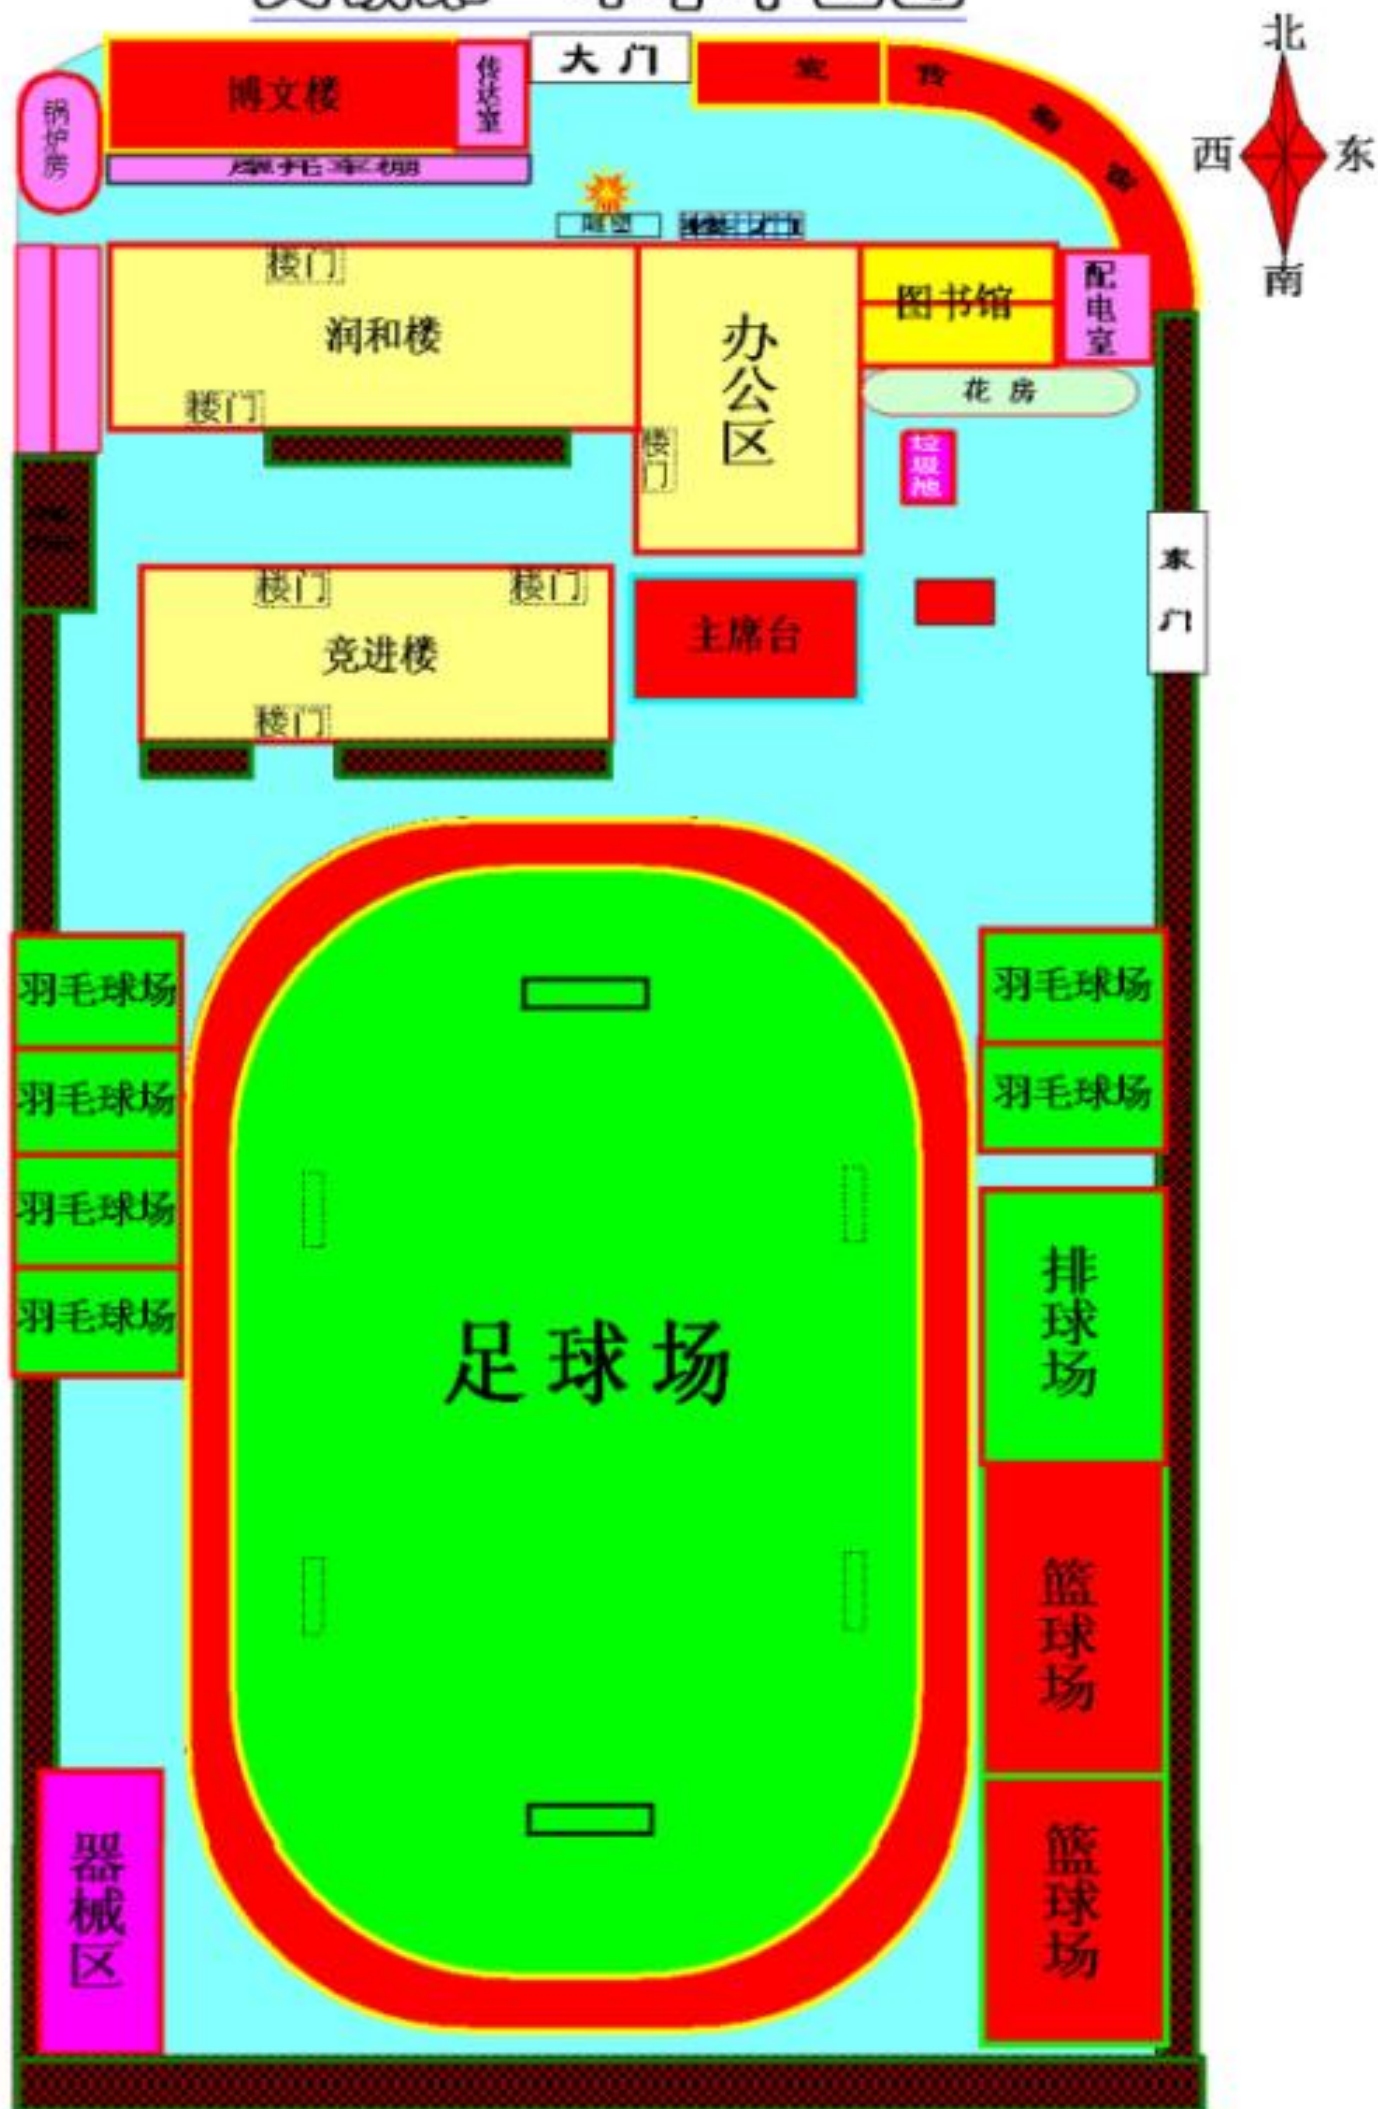 北
西
东
南
大门
博文楼
传达室
锅炉房
摩托车棚
宣
传
雕塑
楼门
润和楼
楼门
办公区
楼门
图书馆
配电室
花房
垃圾池
东门
楼门
楼门
竞进楼
楼门
主席台
羽毛球场
羽毛球场
羽毛球场
羽毛球场
羽毛球场
羽毛球场
足球场
排球场
篮球场
篮球场
器械区